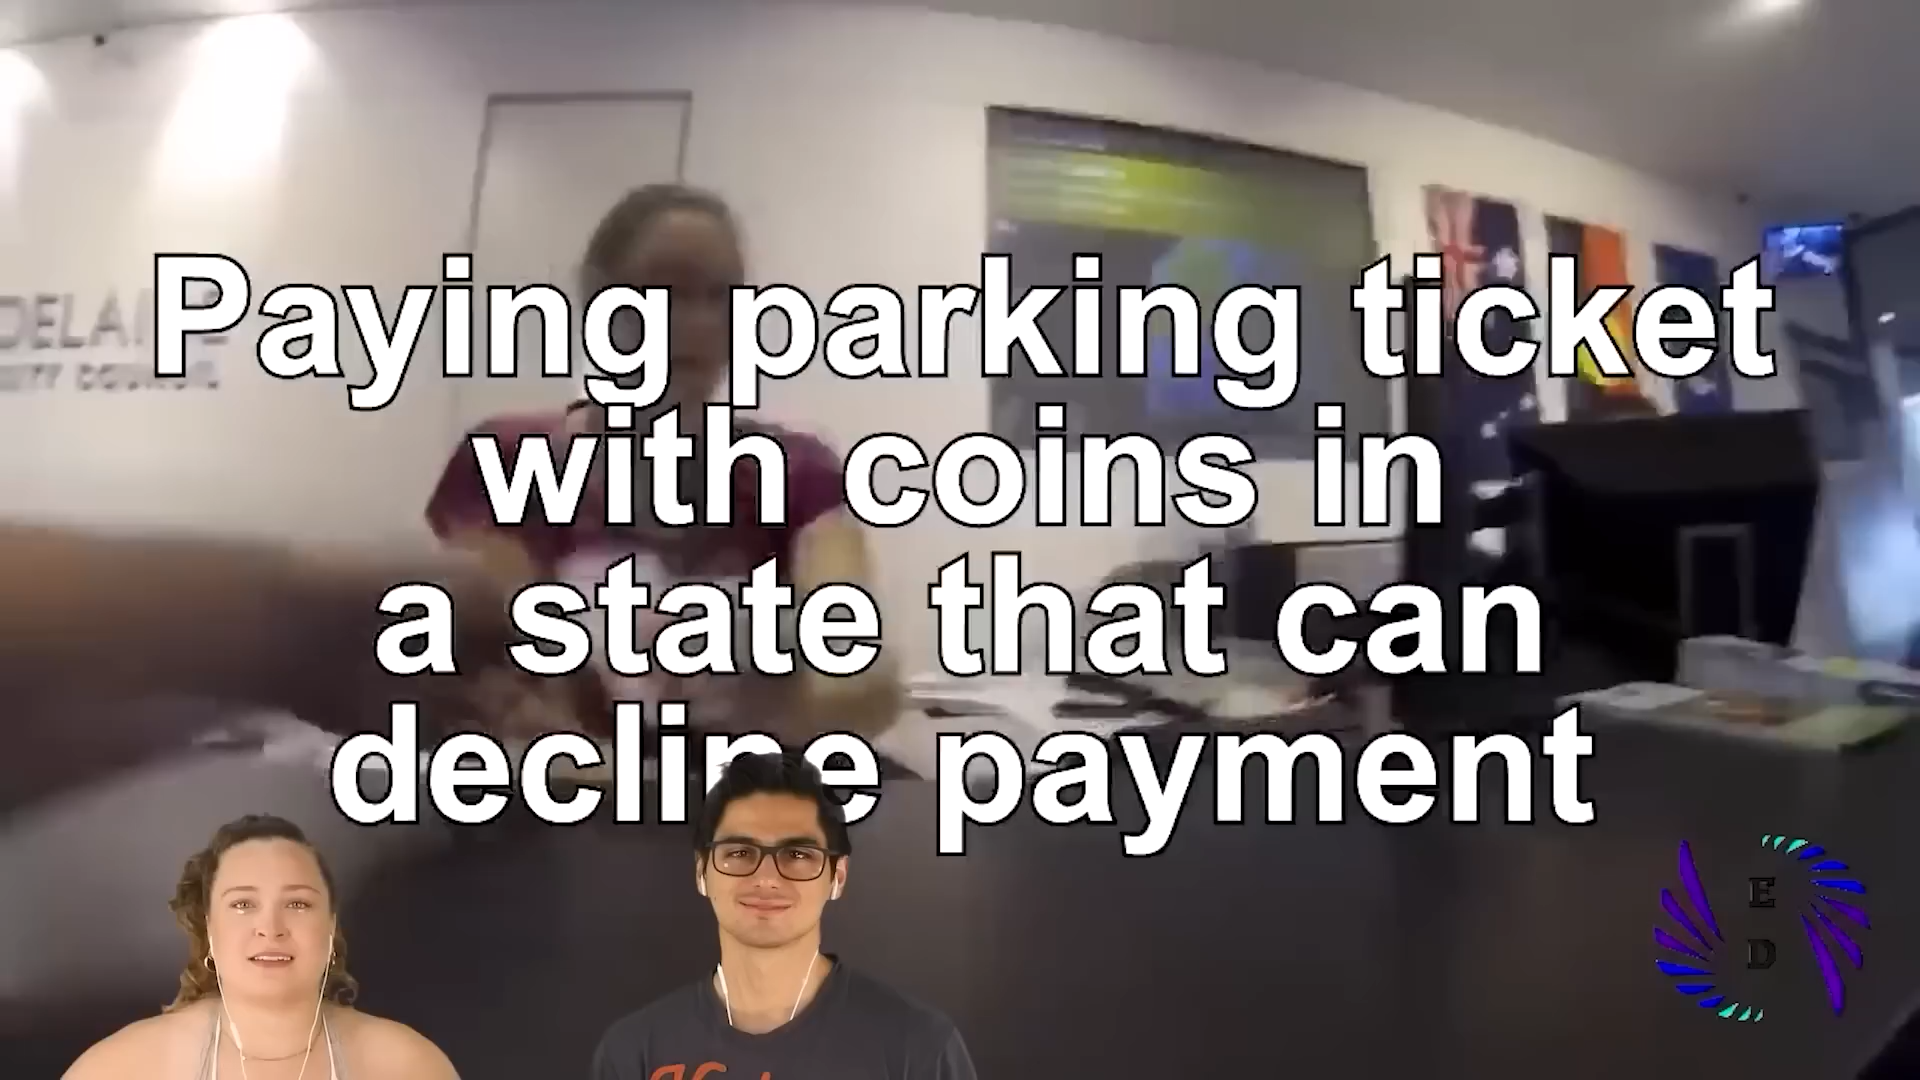 Paying parking ticket
with coins in
a state that can
decline payment
E
D